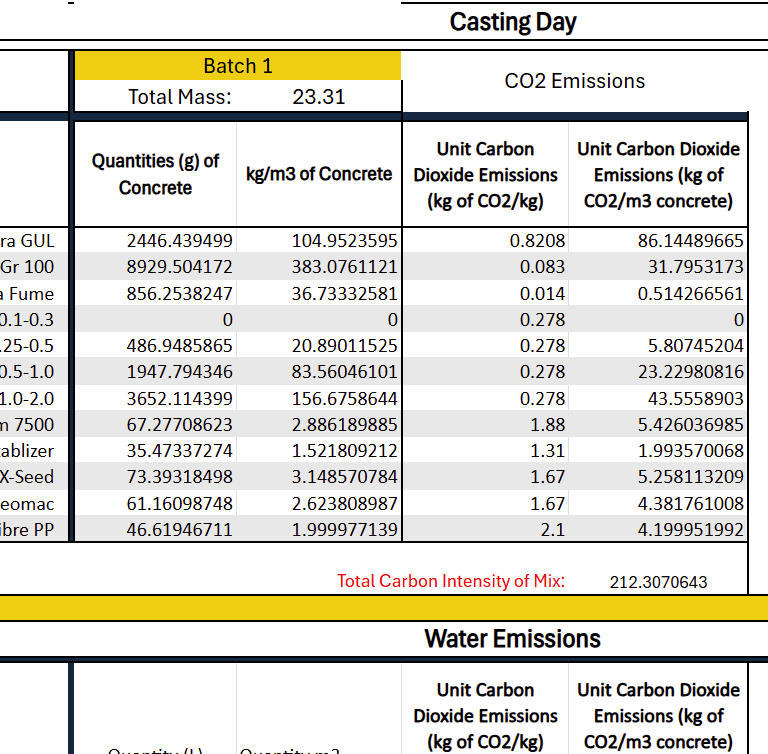 Casting Day
Batch 1
CO2 Emissions
Total Mass: 23.31
Quantities (g) of Concrete
kg/m3 of Concrete
Unit Carbon Dioxide Emissions (kg of CO2/kg)
Unit Carbon Dioxide Emissions (kg of CO2/m3 concrete)
ra GUL 2446.439499 104.9523595 0.8208 86.14489665
Gr 100 8929.504172 383.0761121 0.083 31.7953173
a Fume 856.2538247 36.73332581 0.014 0.514266561
0.1-0.3 0 0 0.278 0
.25-0.5 486.9485865 20.89011525 0.278 5.80745204
0.5-1.0 1947.794346 83.56046101 0.278 23.22980816
1.0-2.0 3652.114399 156.6758644 0.278 43.5558903
m 7500 67.27708623 2.886189885 1.88 5.426036985
tablizer 35.47337274 1.521809212 1.31 1.993570068
X-Seed 73.39318498 3.148570784 1.67 5.258113209
eomac 61.16098748 2.623808987 1.67 4.381761008
ibre PP 46.61946711 1.999977139 2.1 4.199951992
Total Carbon Intensity of Mix: 212.3070643
Water Emissions
Quantity (L)
Quantity m3
Unit Carbon Dioxide Emissions (kg of CO2/kg)
Unit Carbon Dioxide Emissions (kg of CO2/m3 concrete)